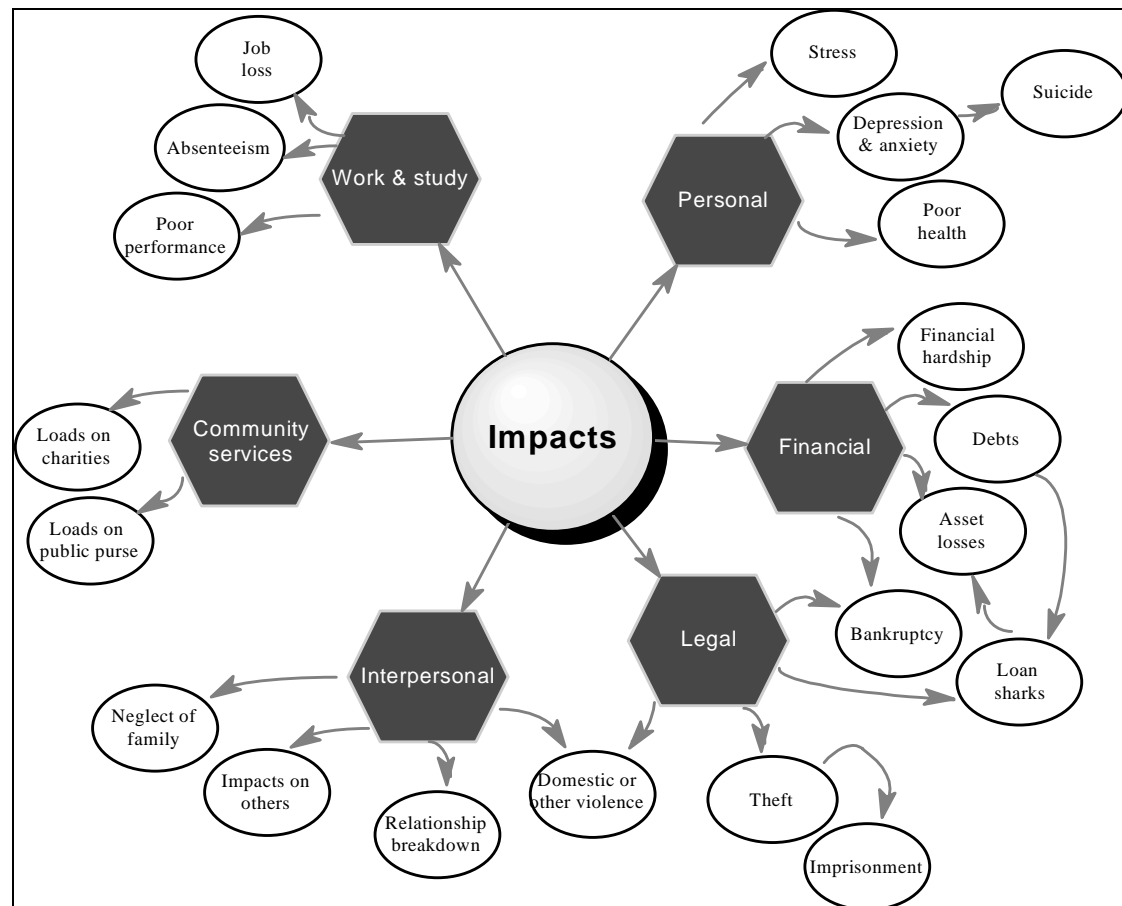 Job
loss
Absenteeism
Poor
performance
Work & study
Stress
Suicide
Depression
& anxiety
Personal
Poor
health
Financial
hardship
Community
services
Loads on
charities
Loads on
public purse
Impacts
Financial
Debts
Asset
losses
Legal
Bankruptcy
Loan
sharks
Interpersonal
Neglect of
family
Impacts on
others
Relationship
breakdown
Domestic or
other violence
Theft
Imprisonment